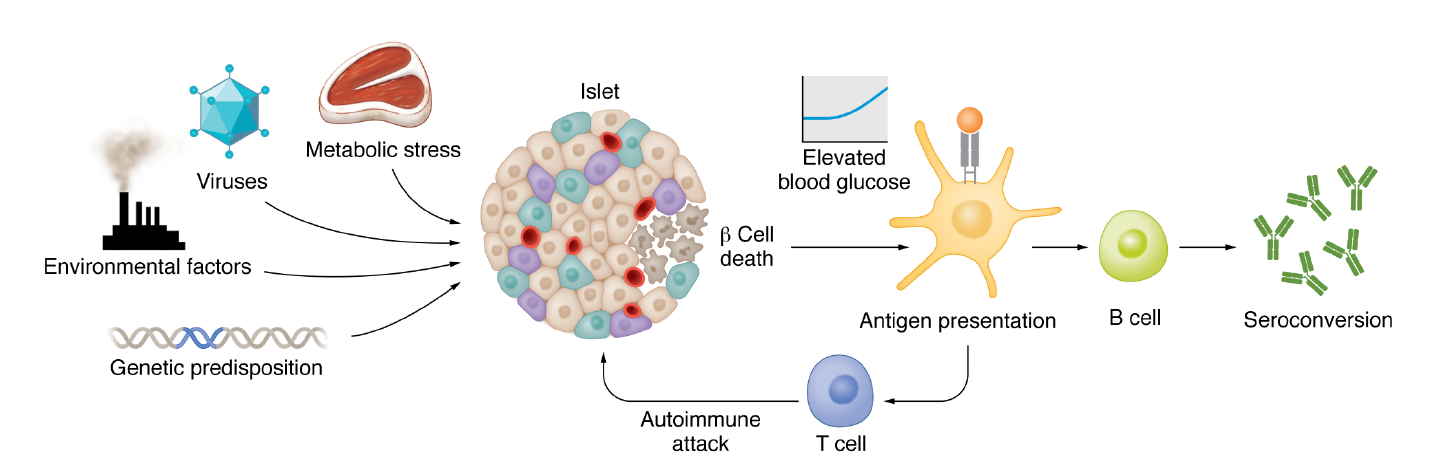 Metabolic stress
Viruses
Environmental factors
Genetic predisposition
Islet
β Cell
death
Elevated
blood glucose
Antigen presentation
B cell
Seroconversion
T cell
Autoimmune
attack